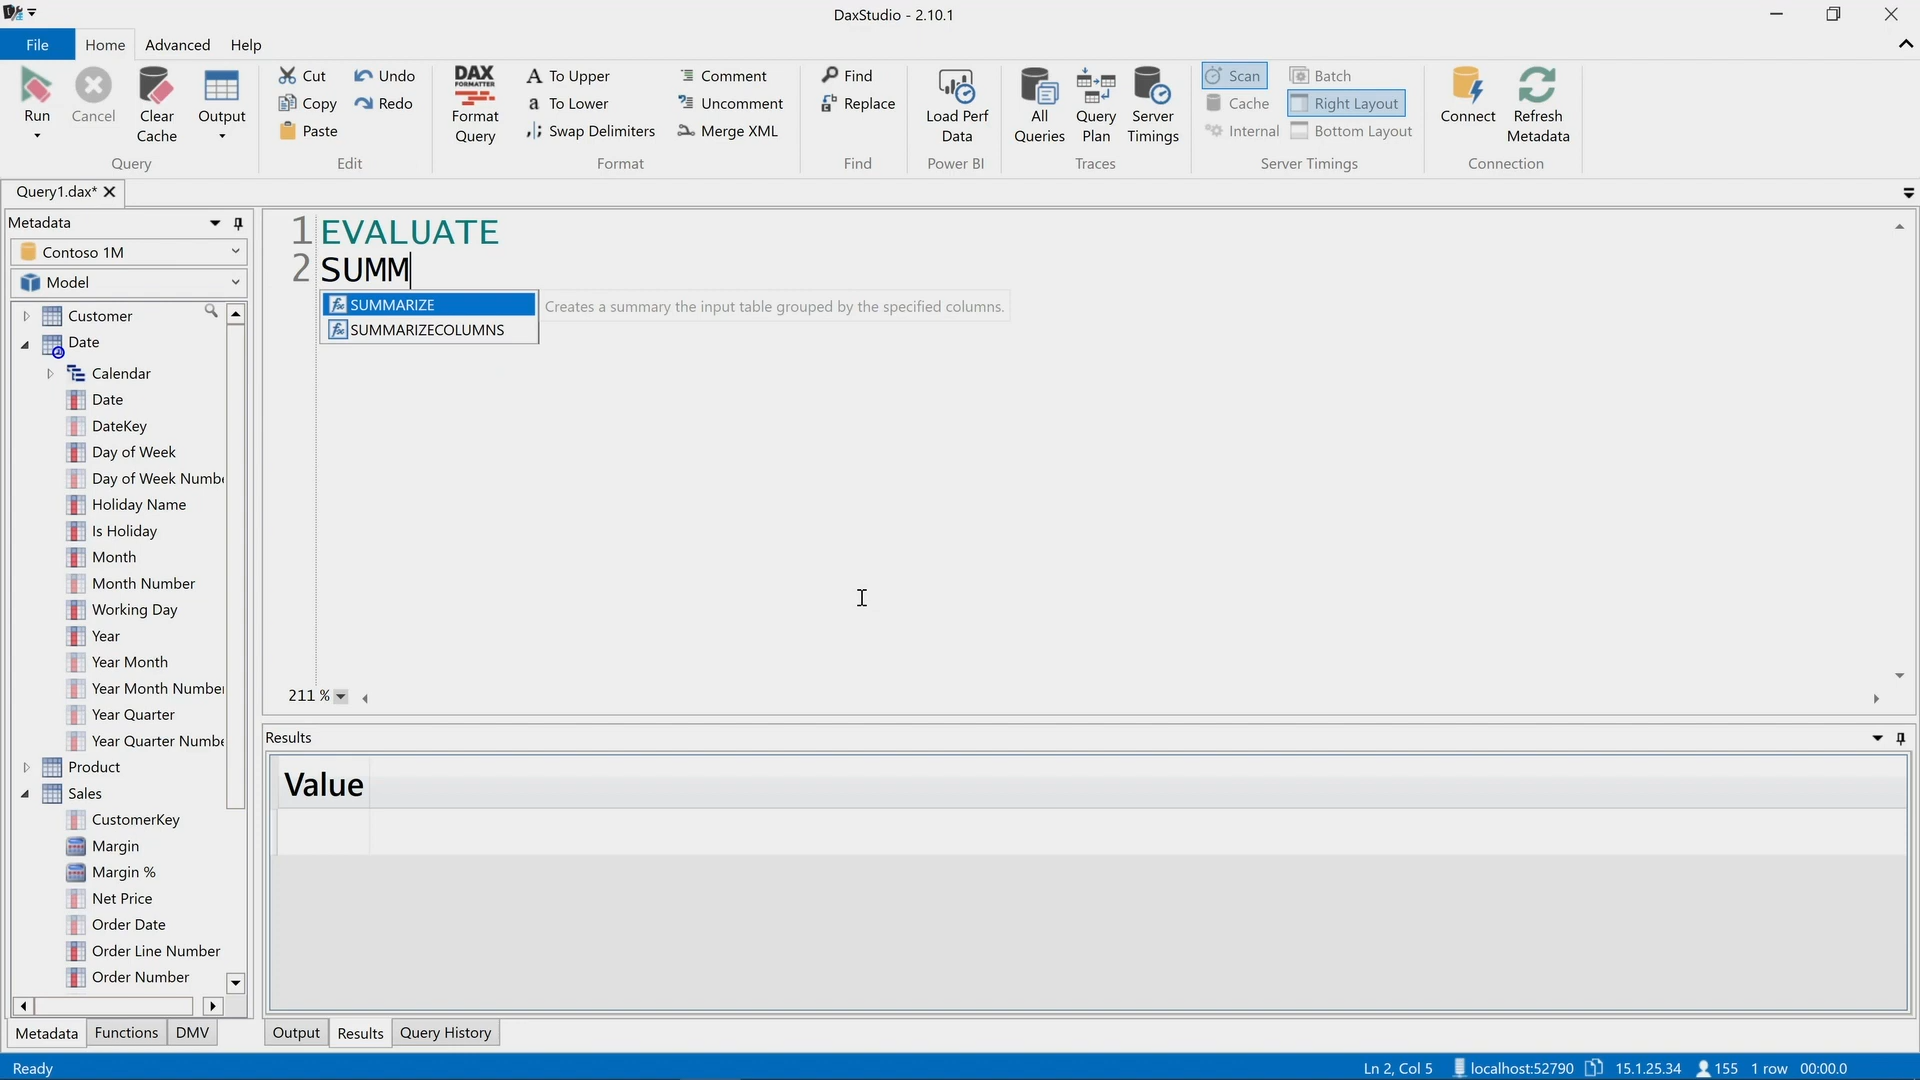 DaxStudio - 2.10.1
File Home Advanced Help
Run
Cancel
Clear Cache
Output
Query
Cut
Copy
Paste
Undo
Redo
Edit
DAX FORMATTER
Format Query
To Upper
To Lower
Swap Delimiters
Comment
Uncomment
Merge XML
Format
Find
Replace
Find
Load Perf Data
Power BI
All Queries
Query Plan
Server Timings
Traces
Scan
Cache
Internal
Batch
Right Layout
Bottom Layout
Server Timings
Connect
Refresh Metadata
Connection
Query1.dax*
Metadata
Contoso 1M
Model
Customer
Date
Calendar
Date
DateKey
Day of Week
Day of Week Numbe
Holiday Name
Is Holiday
Month
Month Number
Working Day
Year
Year Month
Year Month Number
Year Quarter
Year Quarter Numbe
Product
Sales
CustomerKey
Margin
Margin %
Net Price
Order Date
Order Line Number
Order Number
Metadata Functions DMV
1 EVALUATE
2 SUMM
SUMMARIZE
SUMMARIZECOLUMNS
Creates a summary the input table grouped by the specified columns.
211 %
Results
Value
Output Results Query History
Ready
Ln 2, Col 5 localhost:52790 15.1.25.34 155 1 row 00:00.0